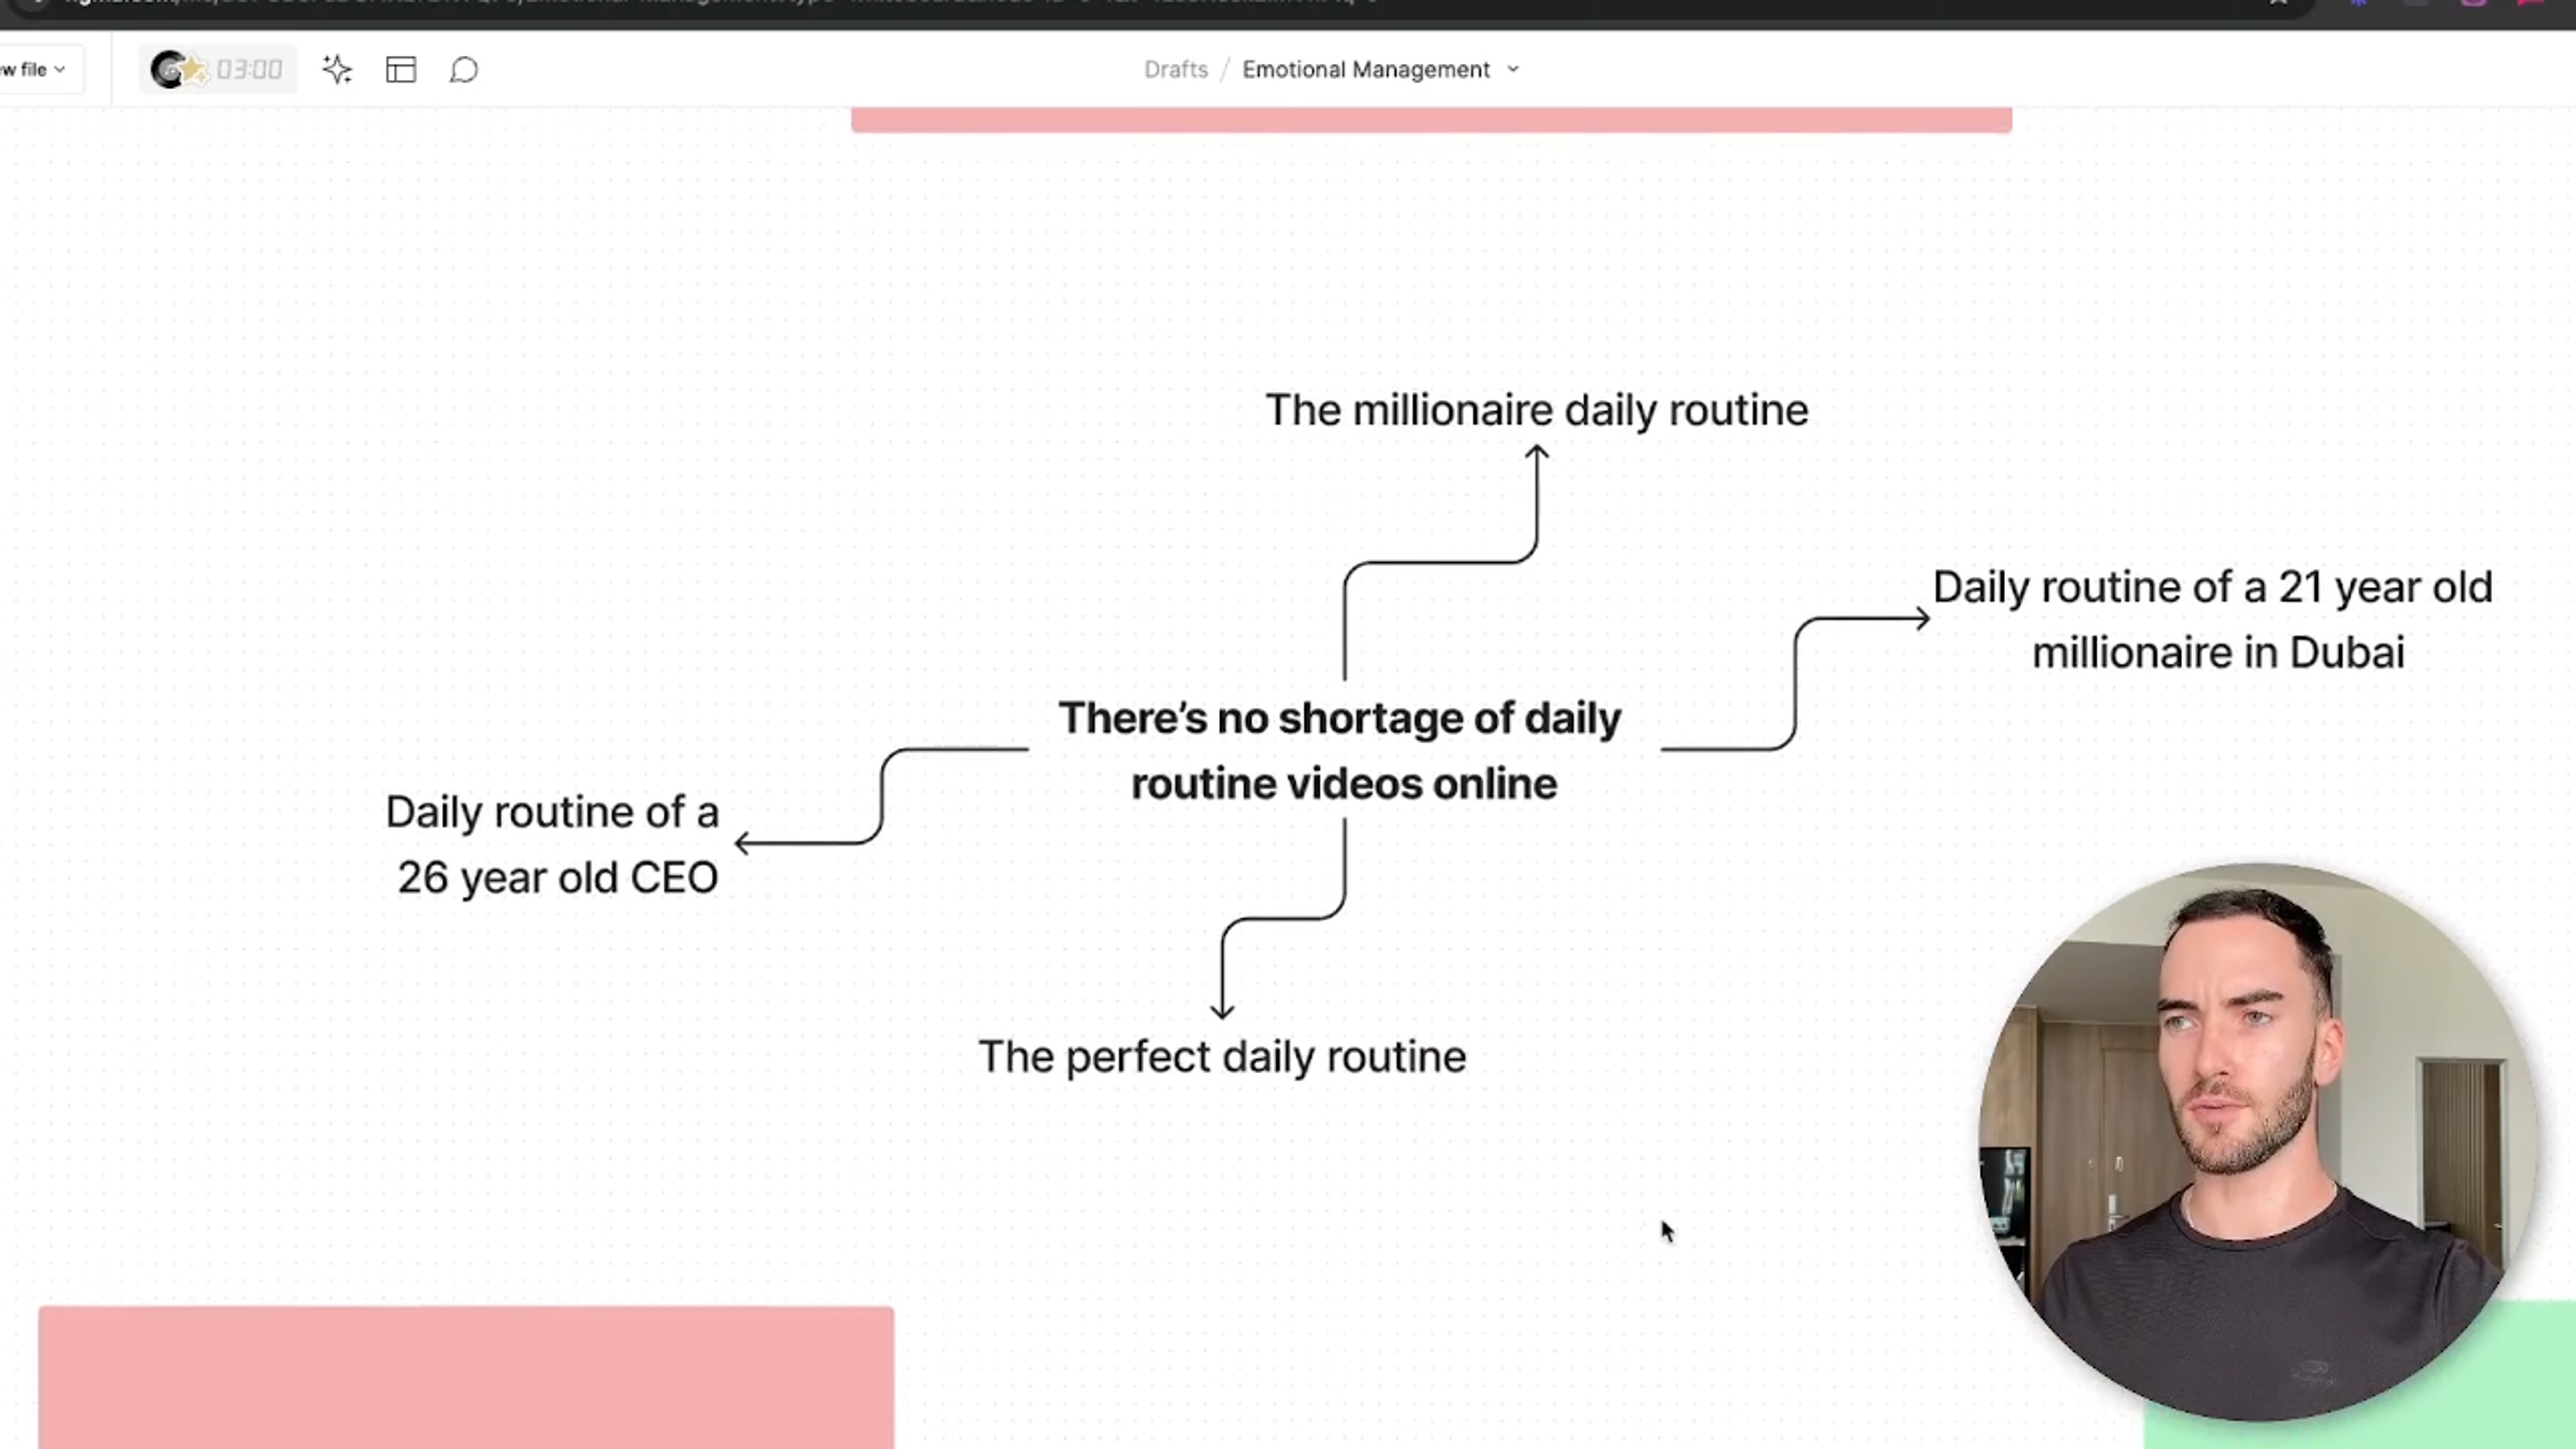 file
03:00
Drafts / Emotional Management
The millionaire daily routine
Daily routine of a 21 year old
millionaire in Dubai
There's no shortage of daily
routine videos online
Daily routine of a
26 year old CEO
The perfect daily routine